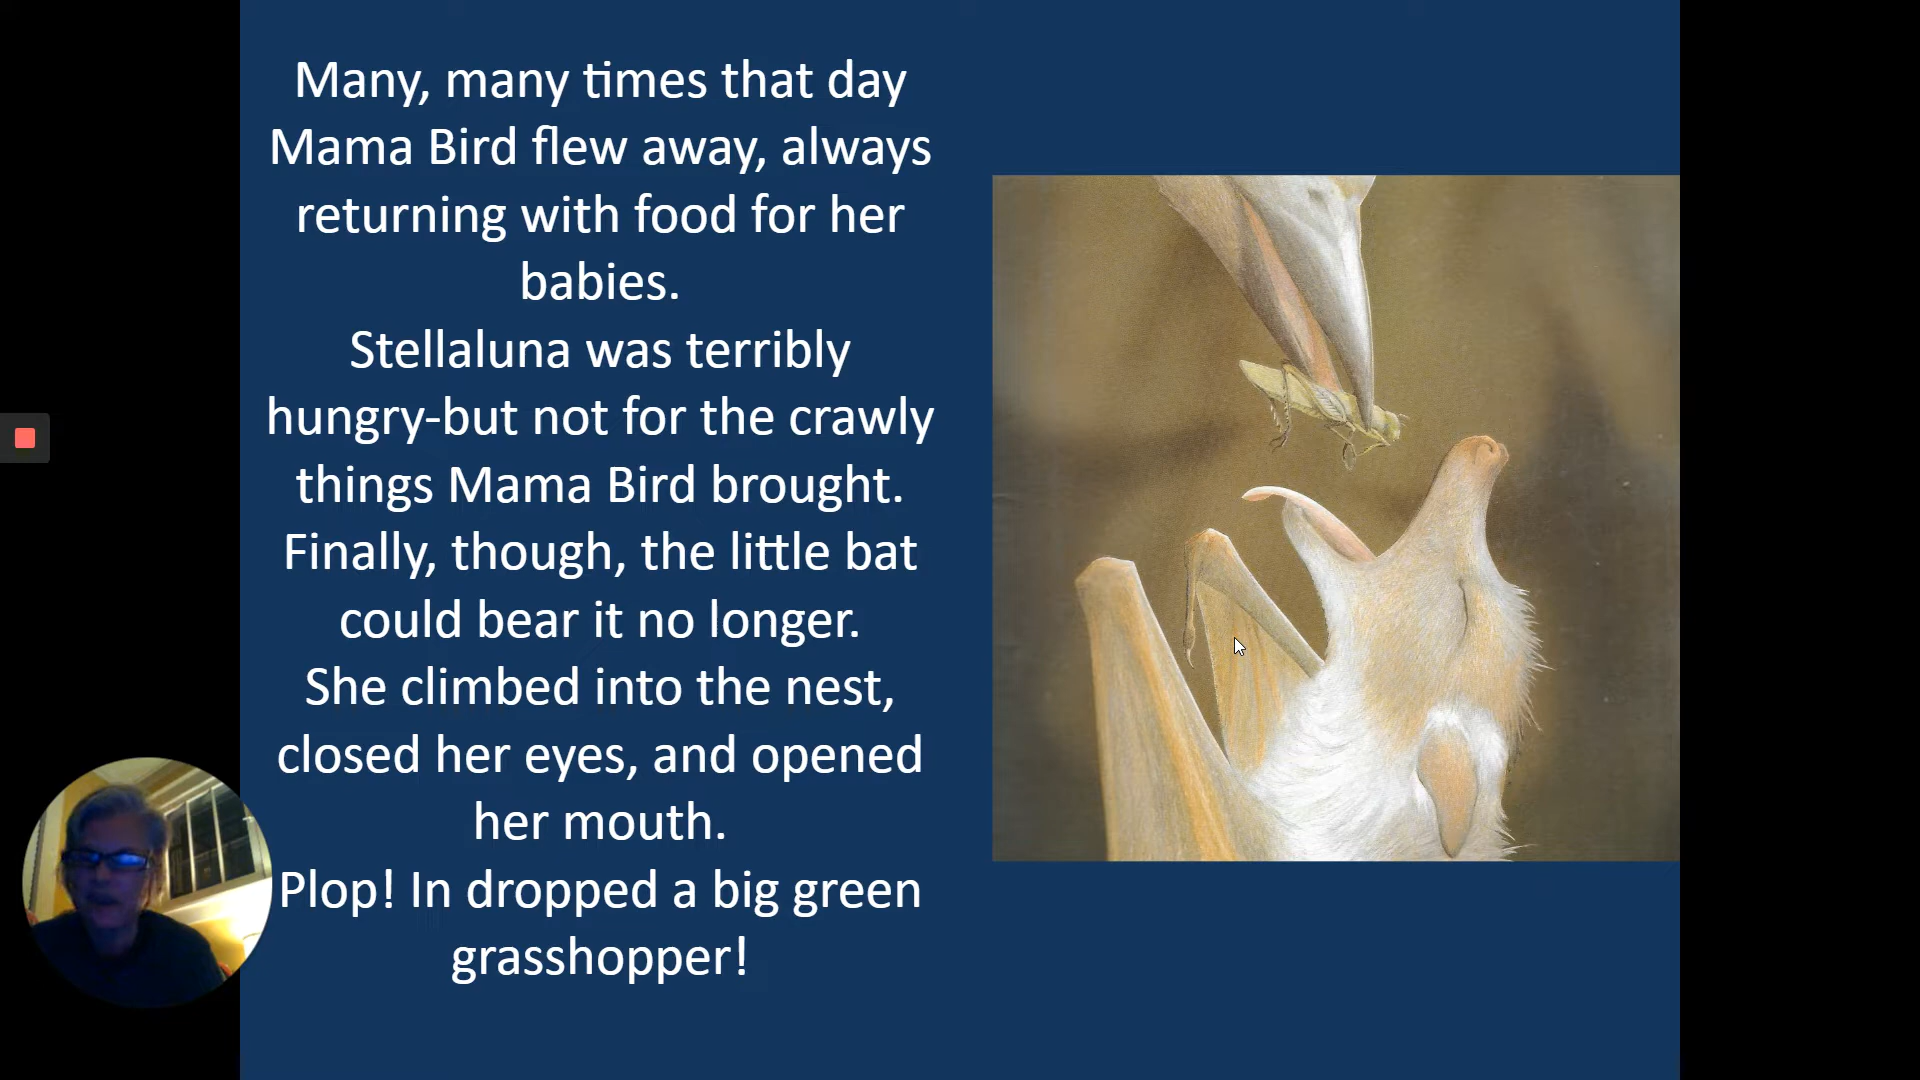 Many, many times that day
Mama Bird flew away, always
returning with food for her
babies.
Stellaluna was terribly
hungry-but not for the crawly
things Mama Bird brought.
Finally, though, the little bat
could bear it no longer.
She climbed into the nest,
closed her eyes, and opened
her mouth.
Plop! In dropped a big green
grasshopper!